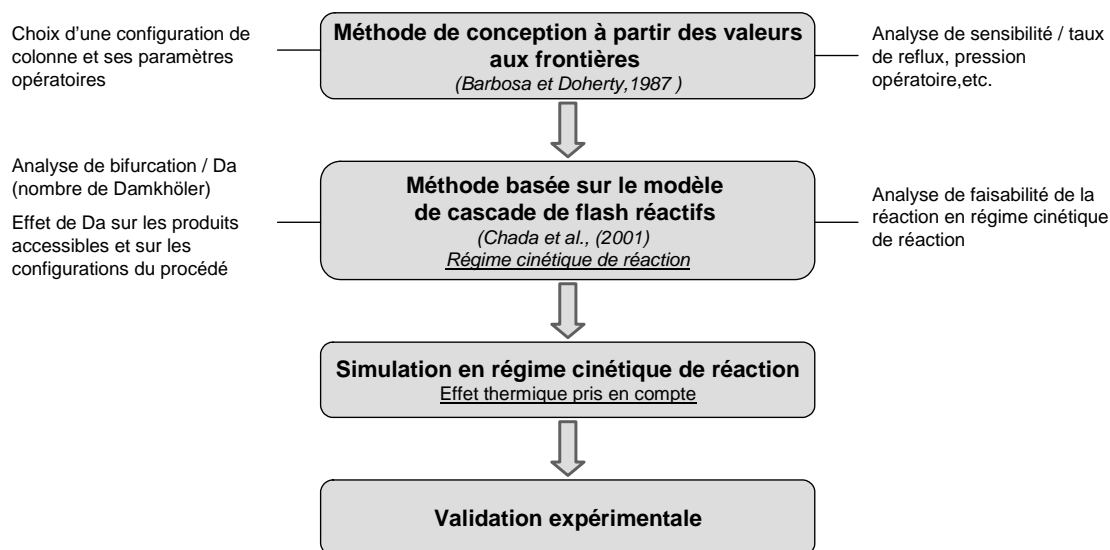 Choix d'une configuration de
colonne et ses paramètres
opératoires
Méthode de conception à partir des valeurs
aux frontières
(Barbosa et Doherty,1987 )
Analyse de sensibilité / taux
de reflux, pression
opératoire,etc.
Analyse de bifurcation / Da
(nombre de Damkhöler)
Effet de Da sur les produits
accessibles et sur les
configurations du procédé
Méthode basée sur le modèle
de cascade de flash réactifs
(Chada et al., (2001)
Régime cinétique de réaction
Analyse de faisabilité de la
réaction en régime cinétique
de réaction
Simulation en régime cinétique de réaction
Effet thermique pris en compte
Validation expérimentale